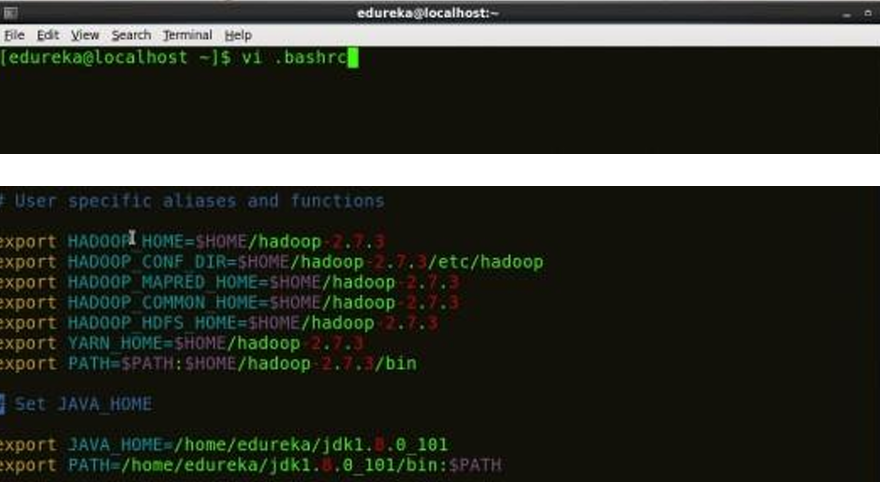 edureka@localhost:~
File Edit View Search Terminal Help
[edureka@localhost ~]$ vi .bashrc
# User specific aliases and functions
export HADOOP_HOME=$HOME/hadoop-2.7.3
export HADOOP_CONF_DIR=$HOME/hadoop-2.7.3/etc/hadoop
export HADOOP_MAPRED_HOME=$HOME/hadoop-2.7.3
export HADOOP_COMMON_HOME=$HOME/hadoop-2.7.3
export HADOOP_HDFS_HOME=$HOME/hadoop-2.7.3
export YARN_HOME=$HOME/hadoop-2.7.3
export PATH=$PATH:$HOME/hadoop-2.7.3/bin
# Set JAVA_HOME
export JAVA_HOME=/home/edureka/jdk1.8.0_101
export PATH=/home/edureka/jdk1.8.0_101/bin:$PATH